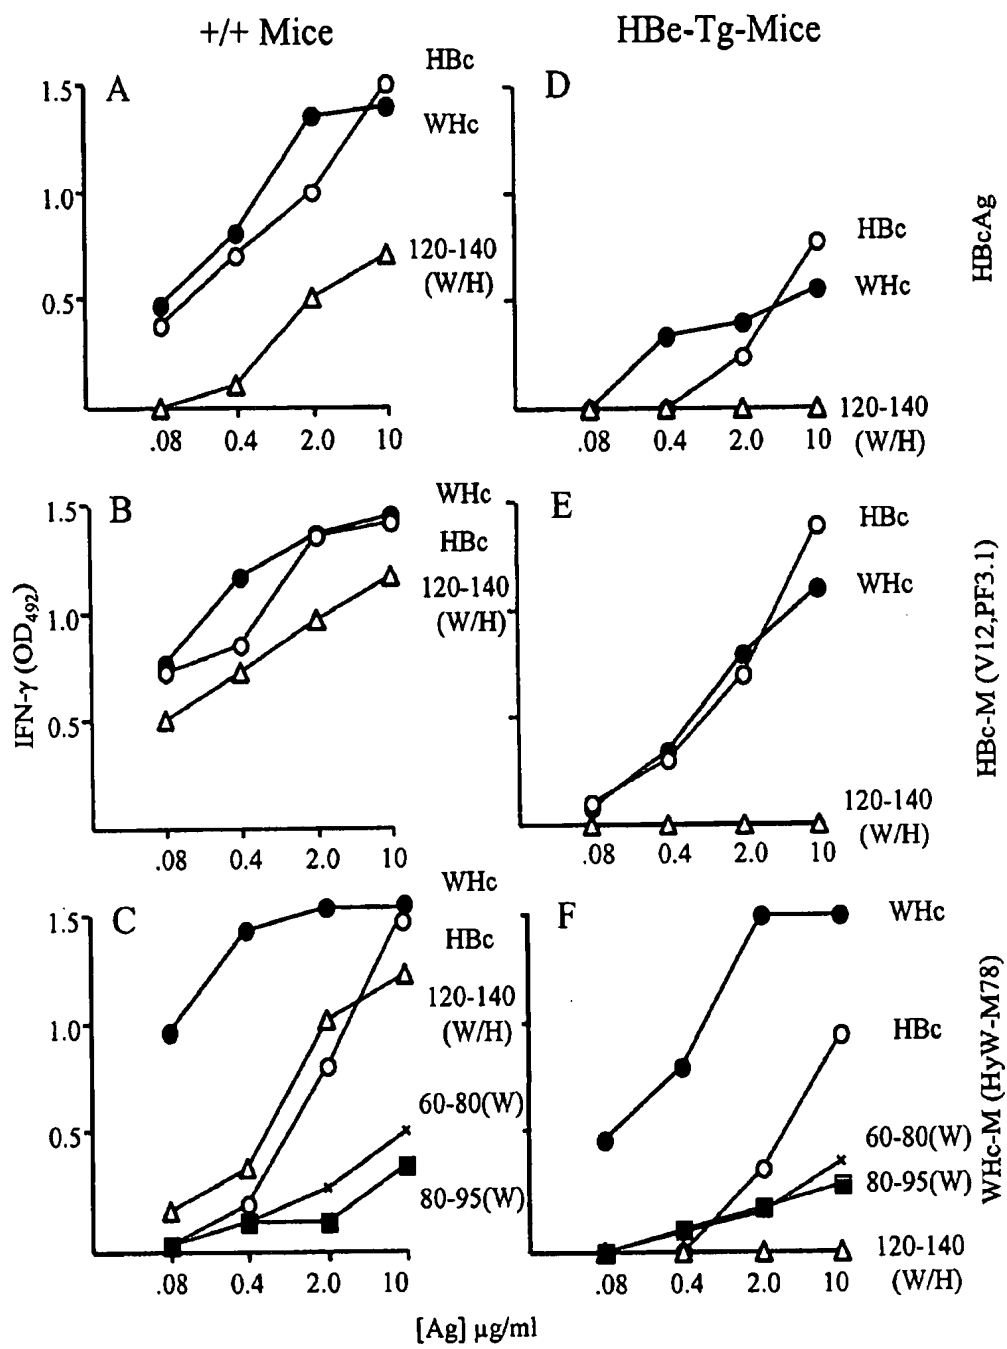 +/+ Mice
HBe-Tg-Mice
A
HBc
WHc
120-140
(W/H)
1.5
1.0
0.5
.08 0.4 2.0 10
D
HBc
WHc
120-140
(W/H)
.08 0.4 2.0 10
HBcAg
B
WHc
HBc
120-140
(W/H)
1.5
1.0
0.5
.08 0.4 2.0 10
IFN-γ (OD492)
E
HBc
WHc
120-140
(W/H)
.08 0.4 2.0 10
HBc-M (V12,PF3.1)
C
WHc
HBc
120-140
(W/H)
60-80(W)
80-95(W)
1.5
1.0
0.5
.08 0.4 2.0 10
F
WHc
HBc
60-80(W)
80-95(W)
120-140
(W/H)
.08 0.4 2.0 10
WHc-M (HyW-M78)
[Ag] µg/ml